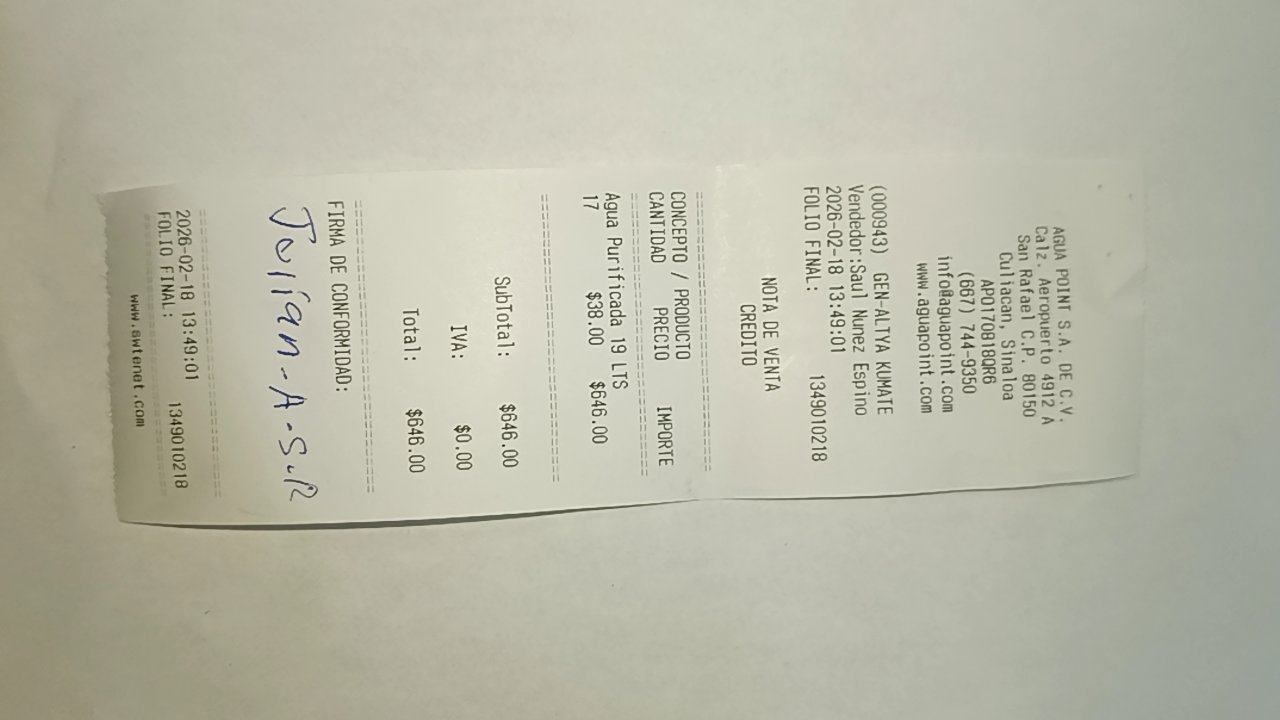 AGUA POINT S.A. DE C.V.
Calz. Aeropuerto 4912 A
San Rafael C.P. 80150
Culiacan, Sinaloa
APO170818QR6
(667) 744-9350
info@aguapoint.com
www.aguapoint.com
(000943) GEN-ALTYA KUMATE
Vendedor:Saul Nunez Espino
2026-02-18 13:49:01
FOLIO FINAL: 1349010218
NOTA DE VENTA
CREDITO
CONCEPTO / PRODUCTO
CANTIDAD PRECIO IMPORTE
Agua Purificada 19 LTS
17 $38.00 $646.00
SubTotal: $646.00
IVA: $0.00
Total: $646.00
FIRMA DE CONFORMIDAD:
Julian-A-S-R
2026-02-18 13:49:01
FOLIO FINAL: 1349010218
www.awtenet.com